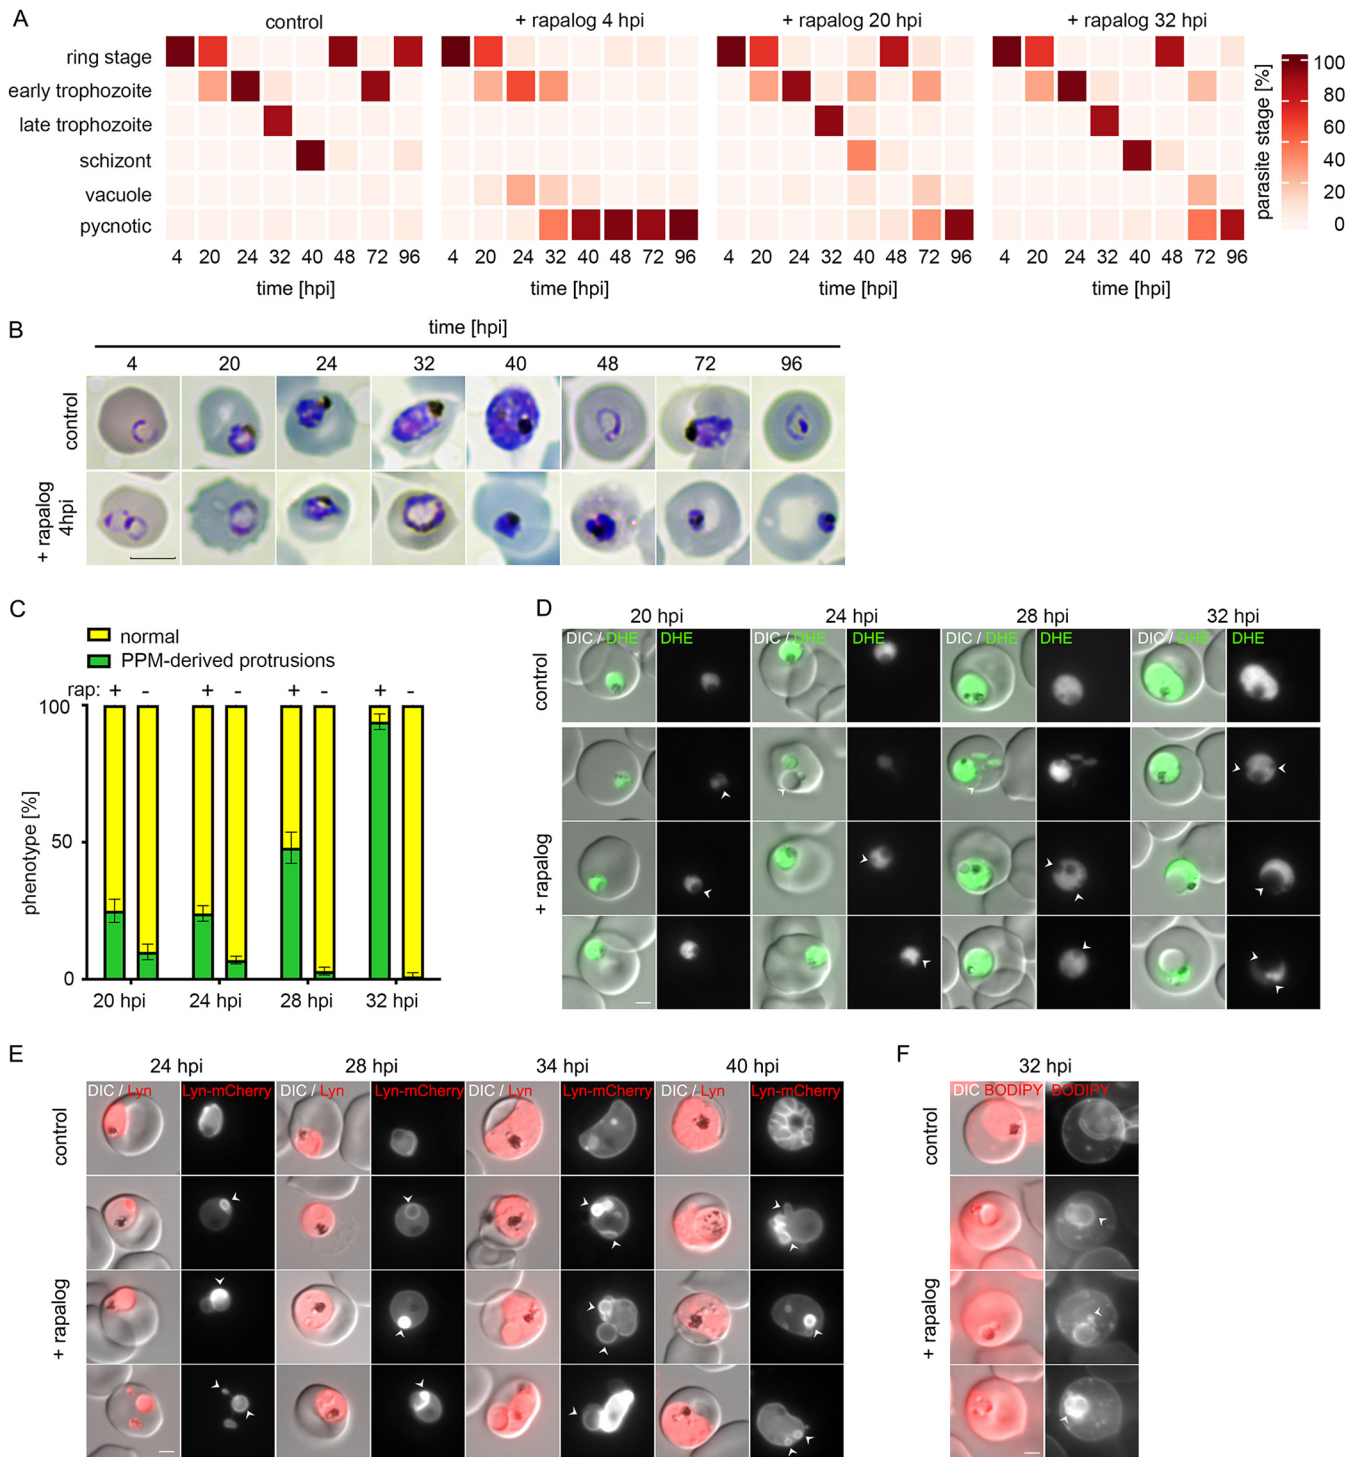 A
control
+ rapalog 4 hpi
+ rapalog 20 hpi
+ rapalog 32 hpi
ring stage
early trophozoite
late trophozoite
schizont
vacuole
pycnotic
4 20 24 32 40 48 72 96
4 20 24 32 40 48 72 96
4 20 24 32 40 48 72 96
4 20 24 32 40 48 72 96
time [hpi]
time [hpi]
time [hpi]
time [hpi]
100
80
60
40
20
0
parasite stage [%]
B
time [hpi]
4 20 24 32 40 48 72 96
control
+ rapalog
4hpi
C
normal
PPM-derived protrusions
rap: + - + - + - + -
100
50
0
phenotype [%]
20 hpi 24 hpi 28 hpi 32 hpi
D
20 hpi 24 hpi 28 hpi 32 hpi
DIC / DHE DHE DIC / DHE DHE DIC / DHE DHE DIC / DHE DHE
control
+ rapalog
E
24 hpi 28 hpi 34 hpi 40 hpi
DIC / Lyn Lyn-mCherry DIC / Lyn Lyn-mCherry DIC / Lyn Lyn-mCherry DIC / Lyn Lyn-mCherry
control
+ rapalog
F
32 hpi
DIC BODIPY BODIPY
control
+ rapalog